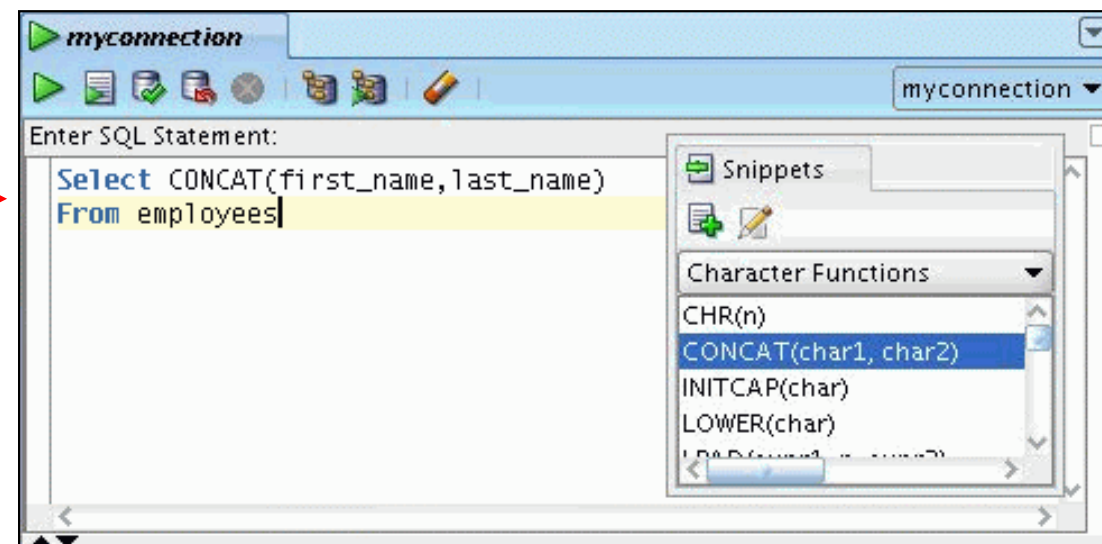 myconnection
myconnection
Enter SQL Statement:
Select CONCAT(first_name,last_name)
From employees
Snippets
Character Functions
CHR(n)
CONCAT(char1, char2)
INITCAP(char)
LOWER(char)